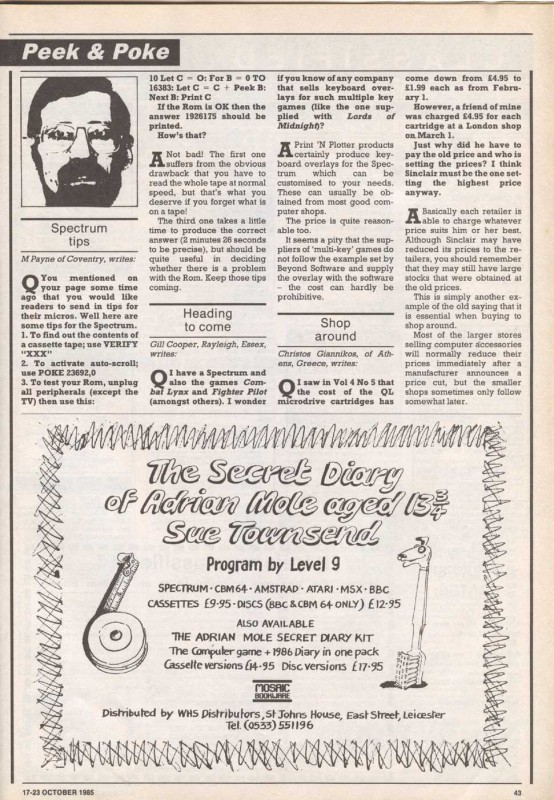 Peek & Poke
Spectrum
tips
M Payne of Coventry, writes:
Q You mentioned on
your page some time
ago that you would like
readers to send in tips for
their micros. Well here are
some tips for the Spectrum.
1. To find out the contents of
a cassette tape; use VERIFY
"XXX"
2. To activate auto-scroll;
use POKE 23692,0
3. To test your Rom, unplug
all peripherals (except the
TV) then use this:
10 Let C = O: For B = 0 TO
16383: Let C = C + Peek B:
Next B: Print C
If the Rom is OK then the
answer 1926175 should be
printed.
How's that?
A Not bad! The first one
suffers from the obvious
drawback that you have to
read the whole tape at normal
speed, but that's what you
deserve if you forget what is
on a tape!
The third one takes a little
time to produce the correct
answer (2 minutes 26 seconds
to be precise), but should be
quite useful in deciding
whether there is a problem
with the Rom. Keep those tips
coming.
Heading
to come
Gill Cooper, Rayleigh, Essex,
writes:
Q I have a Spectrum and
also the games Com-
bat Lynx and Fighter Pilot
(amongst others). I wonder
if you know of any company
that sells keyboard over-
lays for such multiple key
games (like the one sup-
plied with Lords of
Midnight)?
A Print 'N Plotter products
certainly produce key-
board overlays for the Spec-
trum which can be
customised to your needs.
These can usually be ob-
tained from most good com-
puter shops.
The price is quite reason-
able too.
It seems a pity that the sup-
pliers of 'multi-key' games do
not follow the example set by
Beyond Software and supply
the overlay with the software
– the cost can hardly be
prohibitive.
Shop
around
Christos Giannikos, of Ath-
ens, Greece, writes:
Q I saw in Vol 4 No 5 that
the cost of the QL
microdrive cartridges has
come down from £4.95 to
£1.99 each as from Febru-
ary 1.
However, a friend of mine
was charged £4.95 for each
cartridge at a London shop
on March 1.
Just why did he have to
pay the old price and who is
setting the prices? I think
Sinclair must be the one set-
ting the highest price
anyway.
A Basically each retailer is
able to charge whatever
price suits him or her best.
Although Sinclair may have
reduced its prices to the re-
tailers, you should remember
that they may still have large
stocks that were obtained at
the old prices.
This is simply another ex-
ample of the old saying that it
is essential when buying to
shop around.
Most of the larger stores
selling computer accessories
will normally reduce their
prices immediately after a
manufacturer announces a
price cut, but the smaller
shops sometimes only follow
somewhat later.
The Secret Diary
of Adrian Mole aged 13¾
Sue Townsend
Program by Level 9
SPECTRUM · CBM 64 · AMSTRAD · ATARI · MSX · BBC
CASSETTES £9·95 · DISCS (BBC & CBM 64 ONLY) £12·95
ALSO AVAILABLE
THE ADRIAN MOLE SECRET DIARY KIT
The Computer game + 1986 Diary in one pack
Cassette versions £14·95 Disc versions £17·95
MOSAIC
BOOKWARE
Distributed by WHS Distributors, St Johns House, East Street, Leicester
Tel. (0533) 551196
17-23 OCTOBER 1985
43